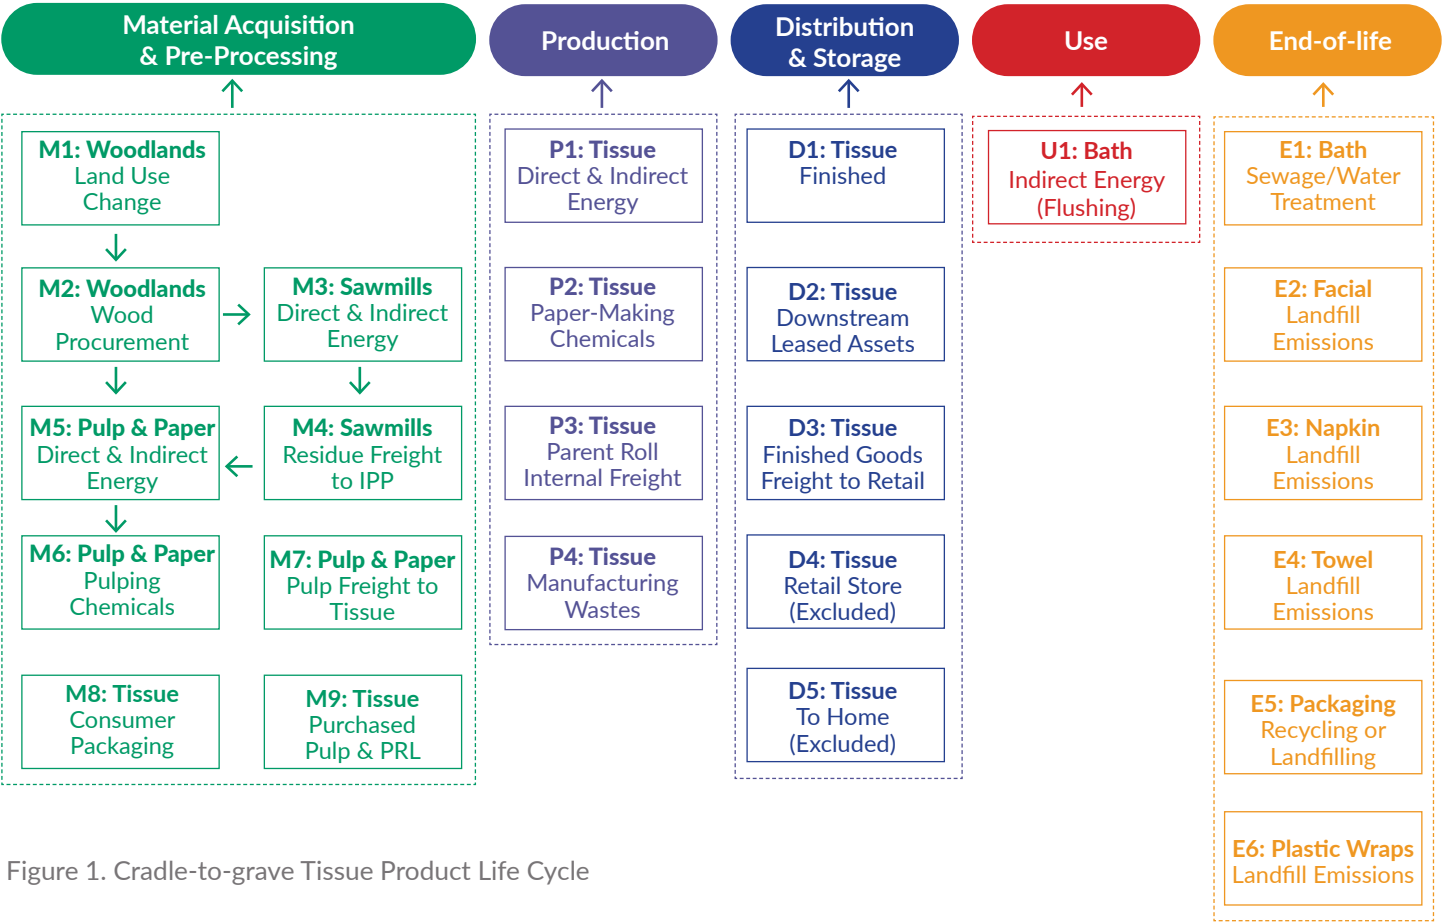 Material Acquisition
& Pre-Processing
Production
Distribution
& Storage
Use
End-of-life
M1: Woodlands
Land Use
Change
M2: Woodlands
Wood
Procurement
M3: Sawmills
Direct & Indirect
Energy
M5: Pulp & Paper
Direct & Indirect
Energy
M4: Sawmills
Residue Freight
to IPP
M6: Pulp & Paper
Pulping
Chemicals
M7: Pulp & Paper
Pulp Freight to
Tissue
M8: Tissue
Consumer
Packaging
M9: Tissue
Purchased
Pulp & PRL
P1: Tissue
Direct & Indirect
Energy
P2: Tissue
Paper-Making
Chemicals
P3: Tissue
Parent Roll
Internal Freight
P4: Tissue
Manufacturing
Wastes
D1: Tissue
Finished
D2: Tissue
Downstream
Leased Assets
D3: Tissue
Finished Goods
Freight to Retail
D4: Tissue
Retail Store
(Excluded)
D5: Tissue
To Home
(Excluded)
U1: Bath
Indirect Energy
(Flushing)
E1: Bath
Sewage/Water
Treatment
E2: Facial
Landfill
Emissions
E3: Napkin
Landfill
Emissions
E4: Towel
Landfill
Emissions
E5: Packaging
Recycling or
Landfilling
E6: Plastic Wraps
Landfill Emissions
Figure 1. Cradle-to-grave Tissue Product Life Cycle